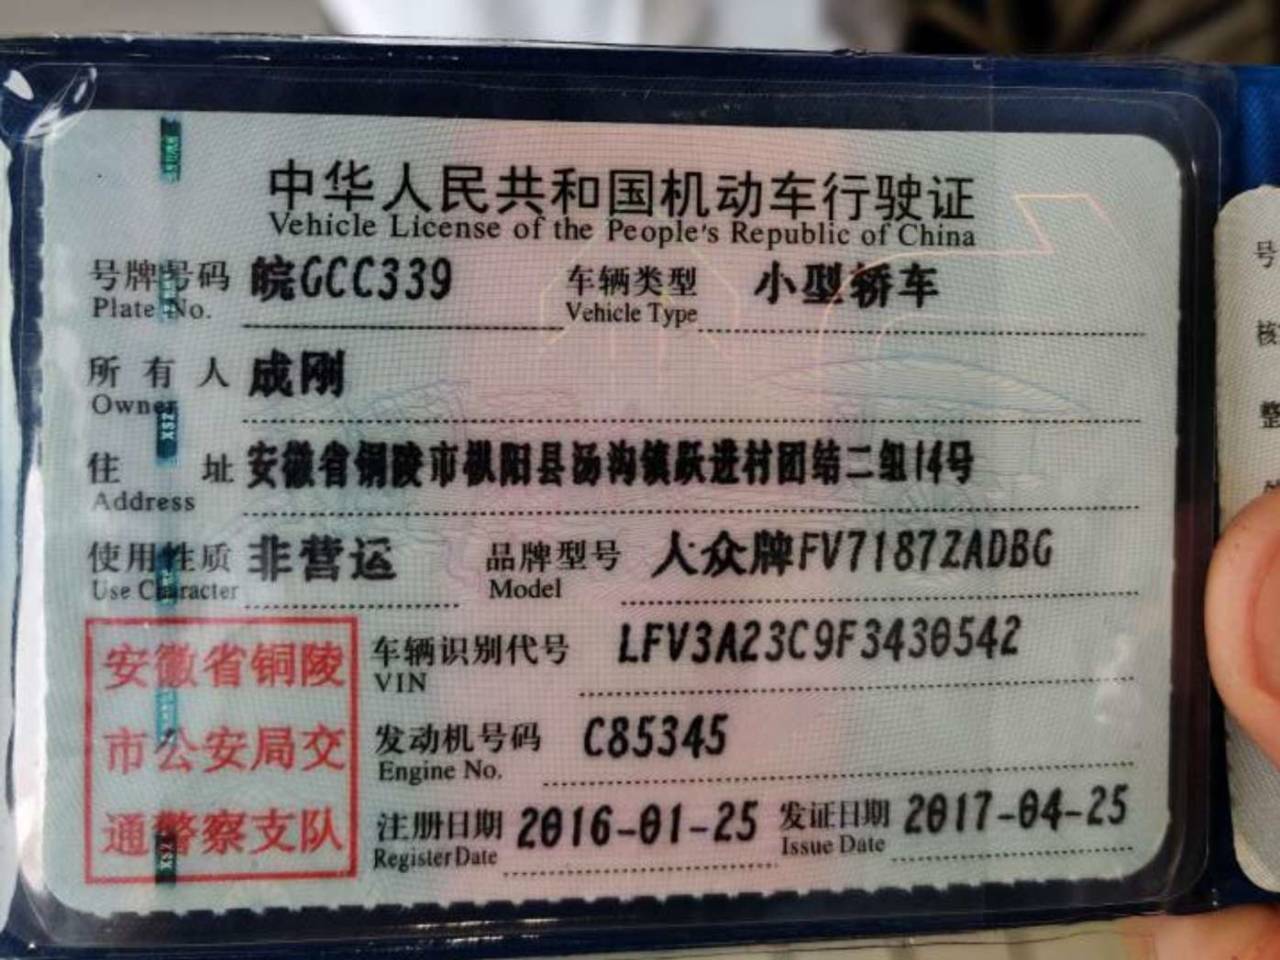 中华人民共和国机动车行驶证
Vehicle License of the People's Republic of China
号牌号码 皖GCC339 车辆类型 小型轿车
Plate No. Vehicle Type
所有人 成刚
Owner
住址 安徽省铜陵市枞阳县汤沟镇跃进村团结二组14号
Address
使用性质 非营运 品牌型号 大众牌FV7187ZADBG
Use Character Model
安徽省铜陵
市公安局交
通警察支队
车辆识别代号 LFV3A23C9F3430542
VIN
发动机号码 C85345
Engine No.
注册日期 2016-01-25 发证日期 2017-04-25
Register Date Issue Date
号
核
整